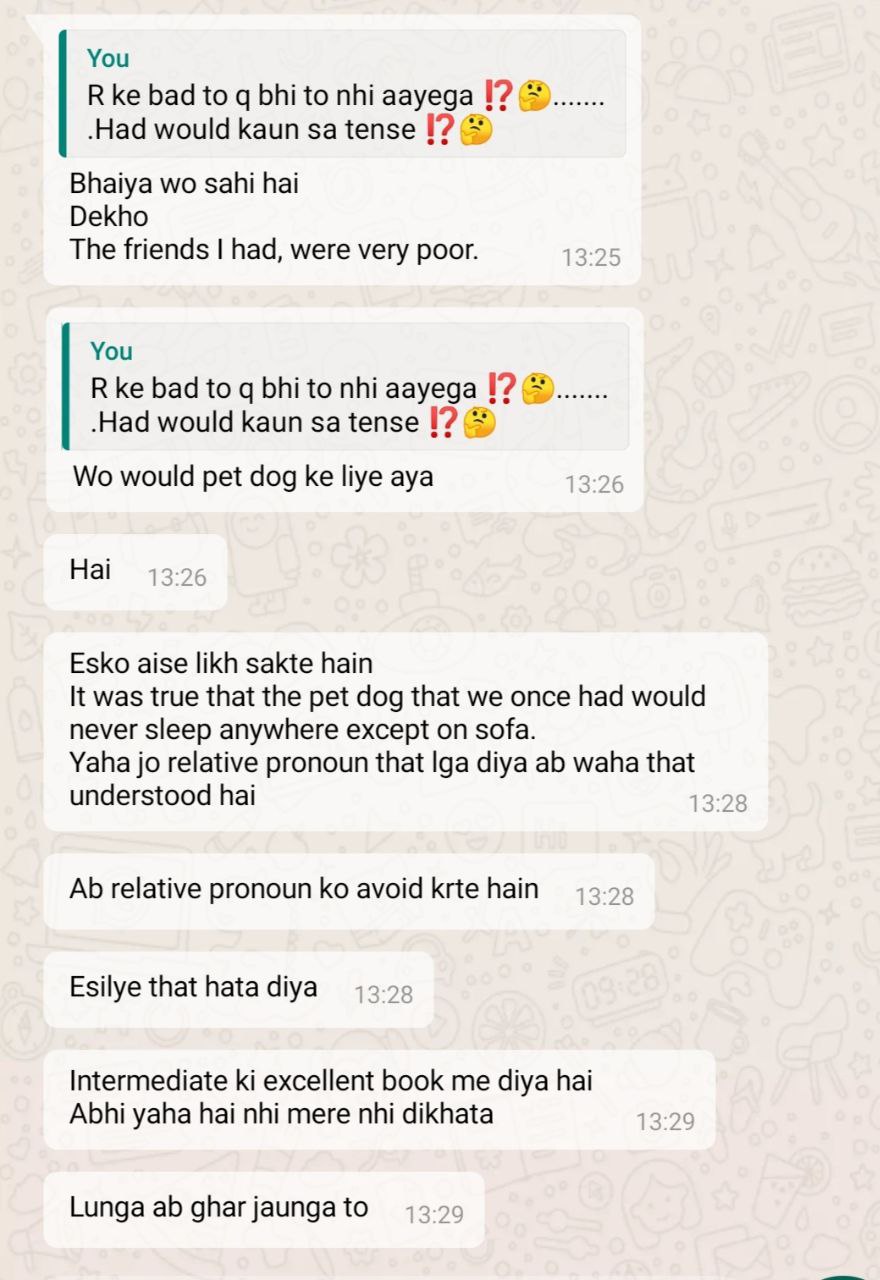 You
R ke bad to q bhi to nhi aayega ⁉️🤔.......
.Had would kaun sa tense ⁉️🤔
Bhaiya wo sahi hai
Dekho
The friends I had, were very poor.
13:25
You
R ke bad to q bhi to nhi aayega ⁉️🤔.......
.Had would kaun sa tense ⁉️🤔
Wo would pet dog ke liye aya
13:26
Hai
13:26
Esko aise likh sakte hain
It was true that the pet dog that we once had would
never sleep anywhere except on sofa.
Yaha jo relative pronoun that lga diya ab waha that
understood hai
13:28
Ab relative pronoun ko avoid krte hain
13:28
Esilye that hata diya
13:28
Intermediate ki excellent book me diya hai
Abhi yaha hai nhi mere nhi dikhata
13:29
Lunga ab ghar jaunga to
13:29